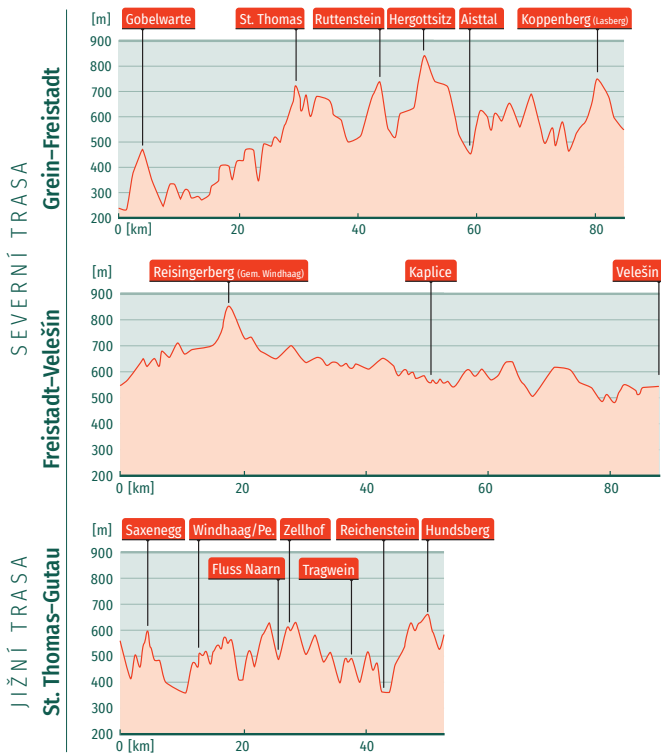 SEVERNÍ TRASA
Grein–Freistadt
[m]
Gobelwarte
St. Thomas
Ruttenstein
Hergottsitz
Aisttal
Koppenberg (Lasberg)
900
800
700
600
500
400
300
200
0 [km]
20
40
60
80
Freistadt–Velešín
[m]
Reisingerberg (Gem. Windhaag)
Kaplice
Velešín
900
800
700
600
500
400
300
200
0 [km]
20
40
60
80
JIŽNÍ TRASA
St. Thomas–Gutau
[m]
Saxenegg
Windhaag/Pe.
Zellhof
Reichenstein
Hundsberg
Fluss Naarn
Tragwein
900
800
700
600
500
400
300
200
0 [km]
20
40